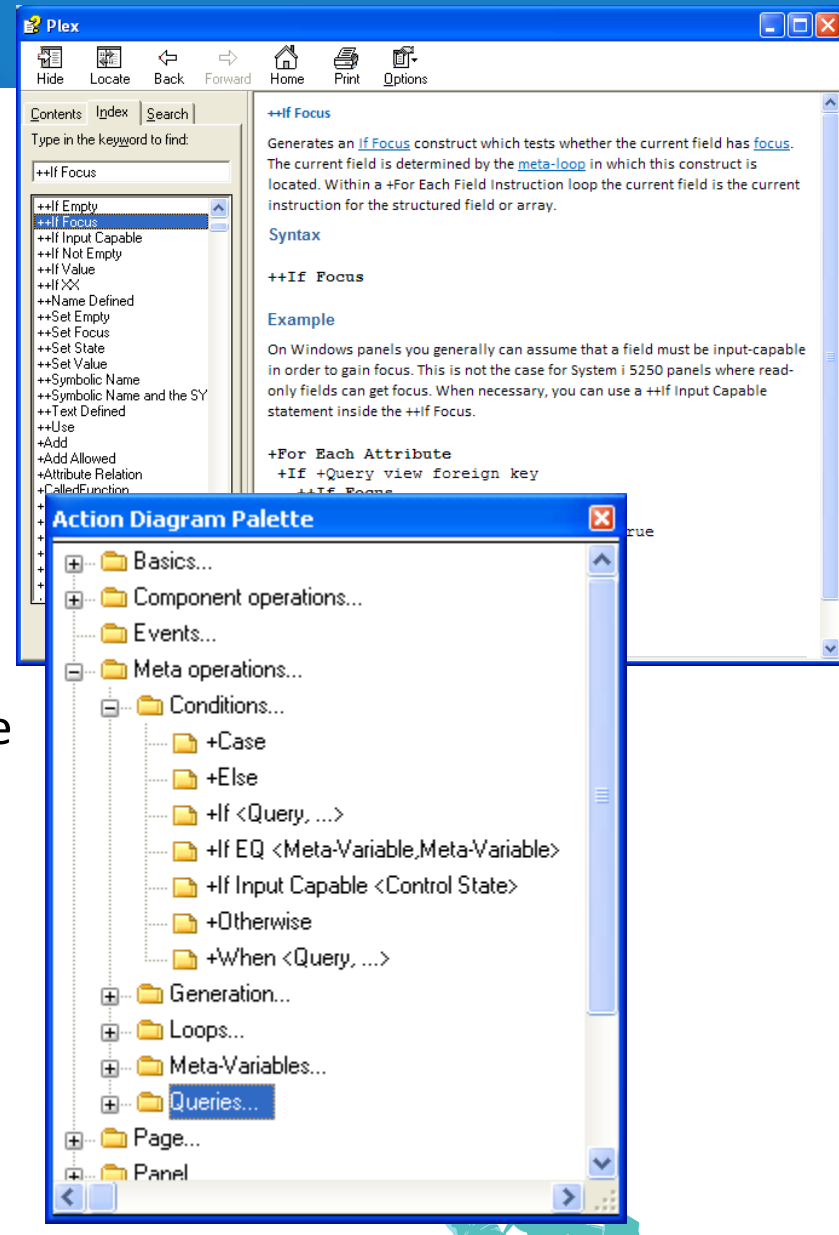 Plex
Hide Locate Back Forward Home Print Options
Contents Index Search
Type in the keyword to find:
++If Focus
++If Empty
++If Focus
++If Input Capable
++If Not Empty
++If Value
++If XX
++Name Defined
++Set Empty
++Set Focus
++Set State
++Set Value
++Symbolic Name
++Symbolic Name and the SY
++Text Defined
++Use
+Add
+Add Allowed
+Attribute Relation
+CalledFunction
++If Focus
Generates an If Focus construct which tests whether the current field has focus.
The current field is determined by the meta-loop in which this construct is
located. Within a +For Each Field Instruction loop the current field is the current
instruction for the structured field or array.
Syntax
++If Focus
Example
On Windows panels you generally can assume that a field must be input-capable
in order to gain focus. This is not the case for System i 5250 panels where read-
only fields can get focus. When necessary, you can use a ++If Input Capable
statement inside the ++If Focus.
+For Each Attribute
+If +Query view foreign key
++If Focus
rue
e
Action Diagram Palette
Basics...
Component operations...
Events...
Meta operations...
Conditions...
+Case
+Else
+If <Query, ...>
+If EQ <Meta-Variable,Meta-Variable>
+If Input Capable <Control State>
+Otherwise
+When <Query, ...>
Generation...
Loops...
Meta-Variables...
Queries...
Page...
Panel